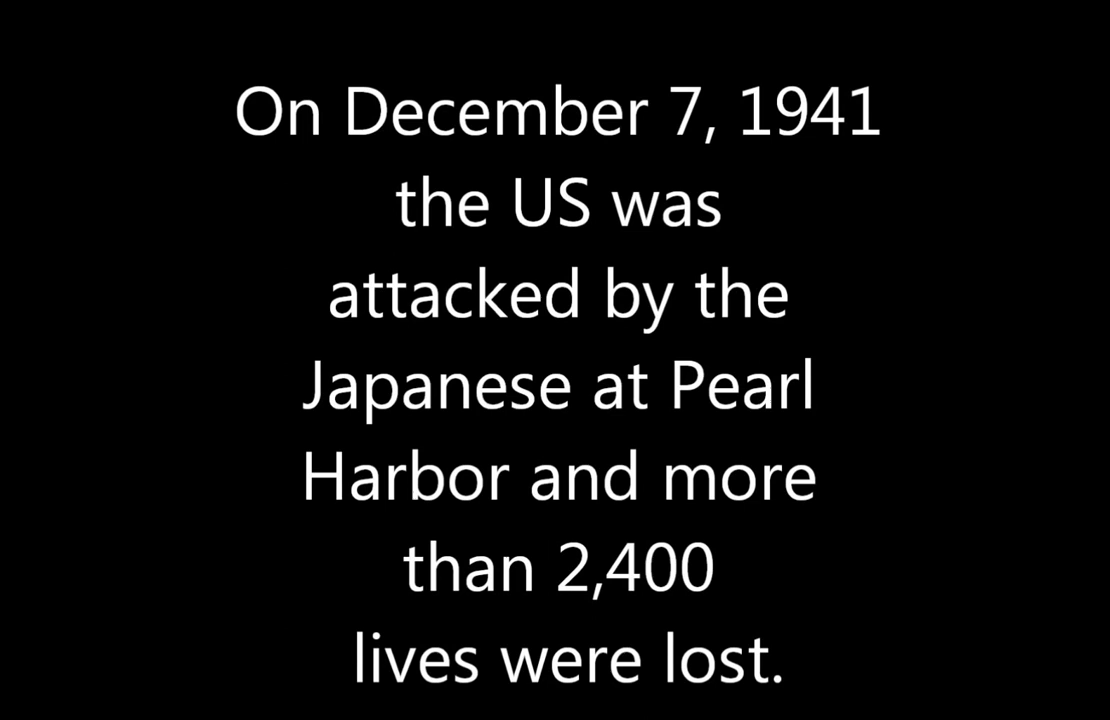 On December 7, 1941
the US was
attacked by the
Japanese at Pearl
Harbor and more
than 2,400
lives were lost.